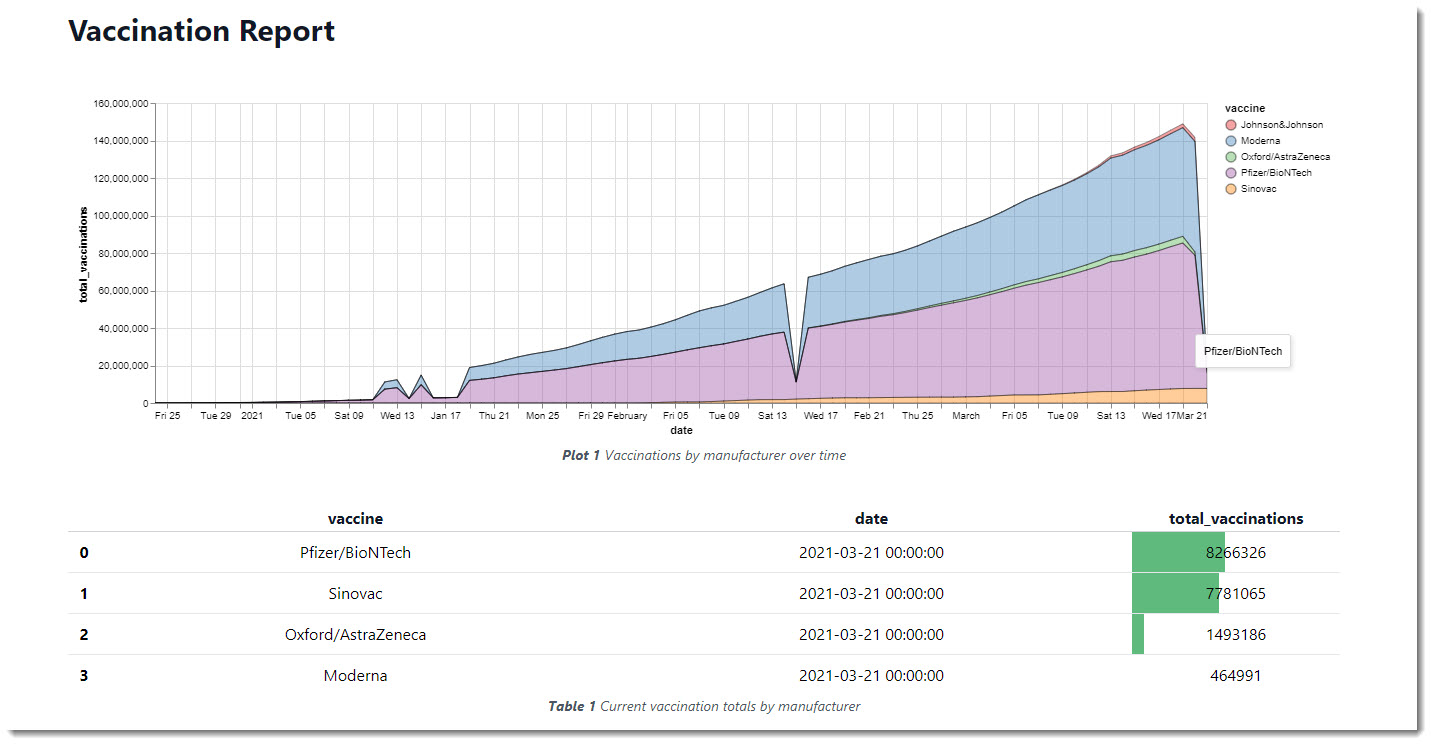 Vaccination Report
160,000,000
140,000,000
120,000,000
100,000,000
80,000,000
60,000,000
40,000,000
20,000,000
0
total_vaccinations
Fri 25 Tue 29 2021 Tue 05 Sat 09 Wed 13 Jan 17 Thu 21 Mon 25 Fri 29 February Fri 05 Tue 09 Sat 13 Wed 17 Feb 21 Thu 25 March Fri 05 Tue 09 Sat 13 Wed 17 Mar 21
date
vaccine
Johnson&Johnson
Moderna
Oxford/AstraZeneca
Pfizer/BioNTech
Sinovac
Pfizer/BioNTech
Plot 1 Vaccinations by manufacturer over time
vaccine date total_vaccinations
0 Pfizer/BioNTech 2021-03-21 00:00:00 8266326
1 Sinovac 2021-03-21 00:00:00 7781065
2 Oxford/AstraZeneca 2021-03-21 00:00:00 1493186
3 Moderna 2021-03-21 00:00:00 464991
Table 1 Current vaccination totals by manufacturer